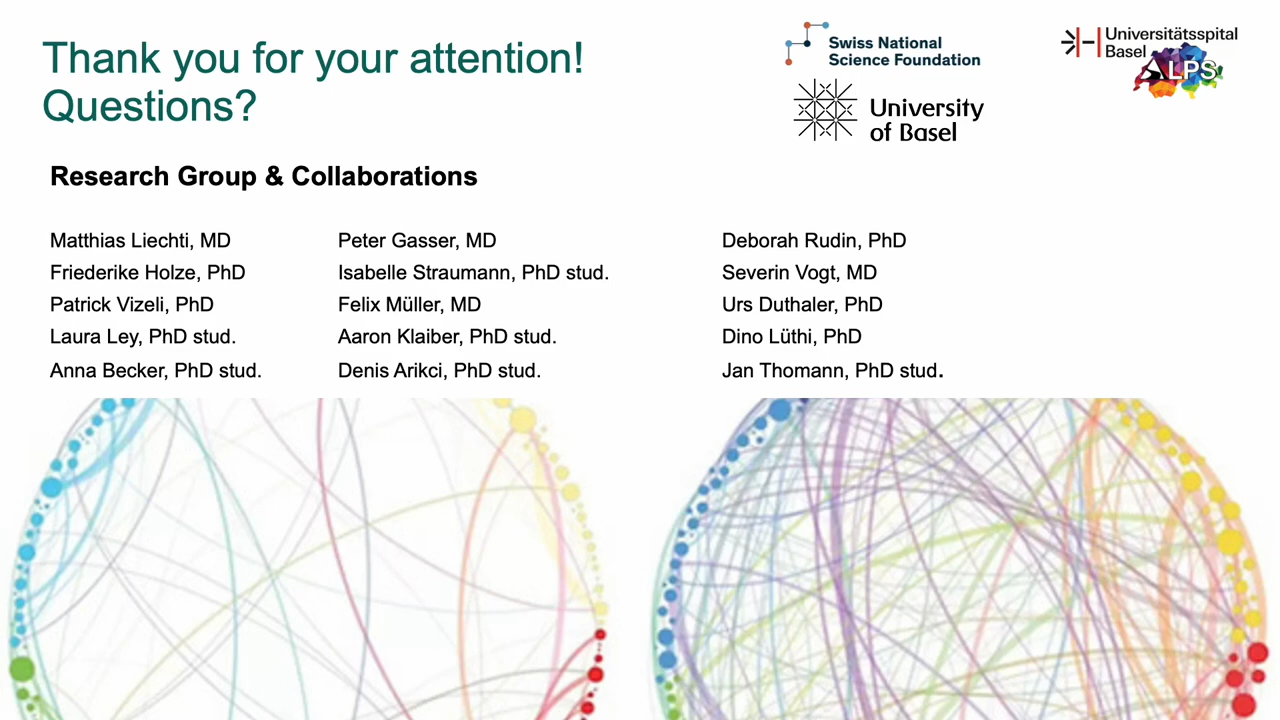 Thank you for your attention!
Questions?
Swiss National
Science Foundation
University
of Basel
Universitätsspital
Basel
ALPS
Research Group & Collaborations
Matthias Liechti, MD
Friederike Holze, PhD
Patrick Vizeli, PhD
Laura Ley, PhD stud.
Anna Becker, PhD stud.
Peter Gasser, MD
Isabelle Straumann, PhD stud.
Felix Müller, MD
Aaron Klaiber, PhD stud.
Denis Arikci, PhD stud.
Deborah Rudin, PhD
Severin Vogt, MD
Urs Duthaler, PhD
Dino Lüthi, PhD
Jan Thomann, PhD stud.